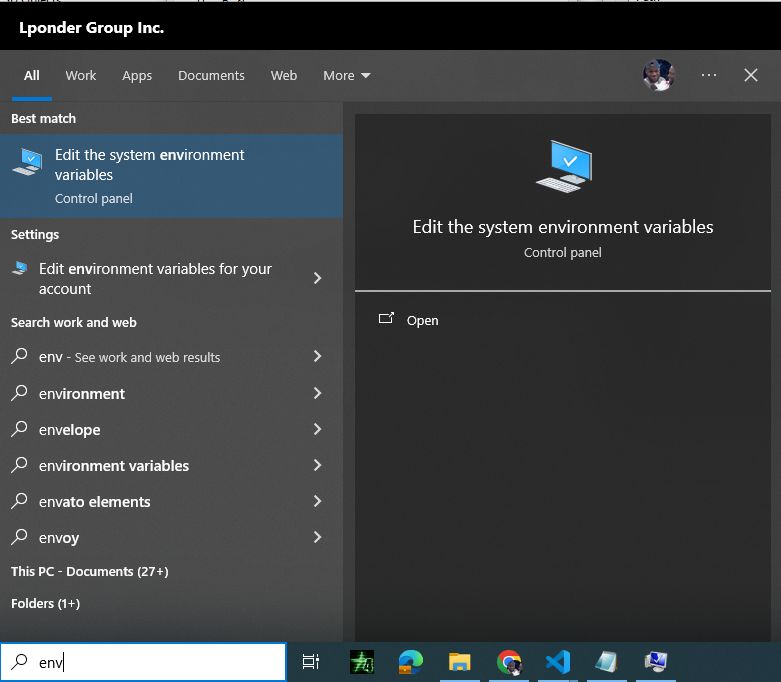 Lponder Group Inc.
All Work Apps Documents Web More
Best match
Edit the system environment
variables
Control panel
Settings
Edit environment variables for your
account
Search work and web
env - See work and web results
environment
envelope
environment variables
envato elements
envoy
This PC - Documents (27+)
Folders (1+)
env
Edit the system environment variables
Control panel
Open